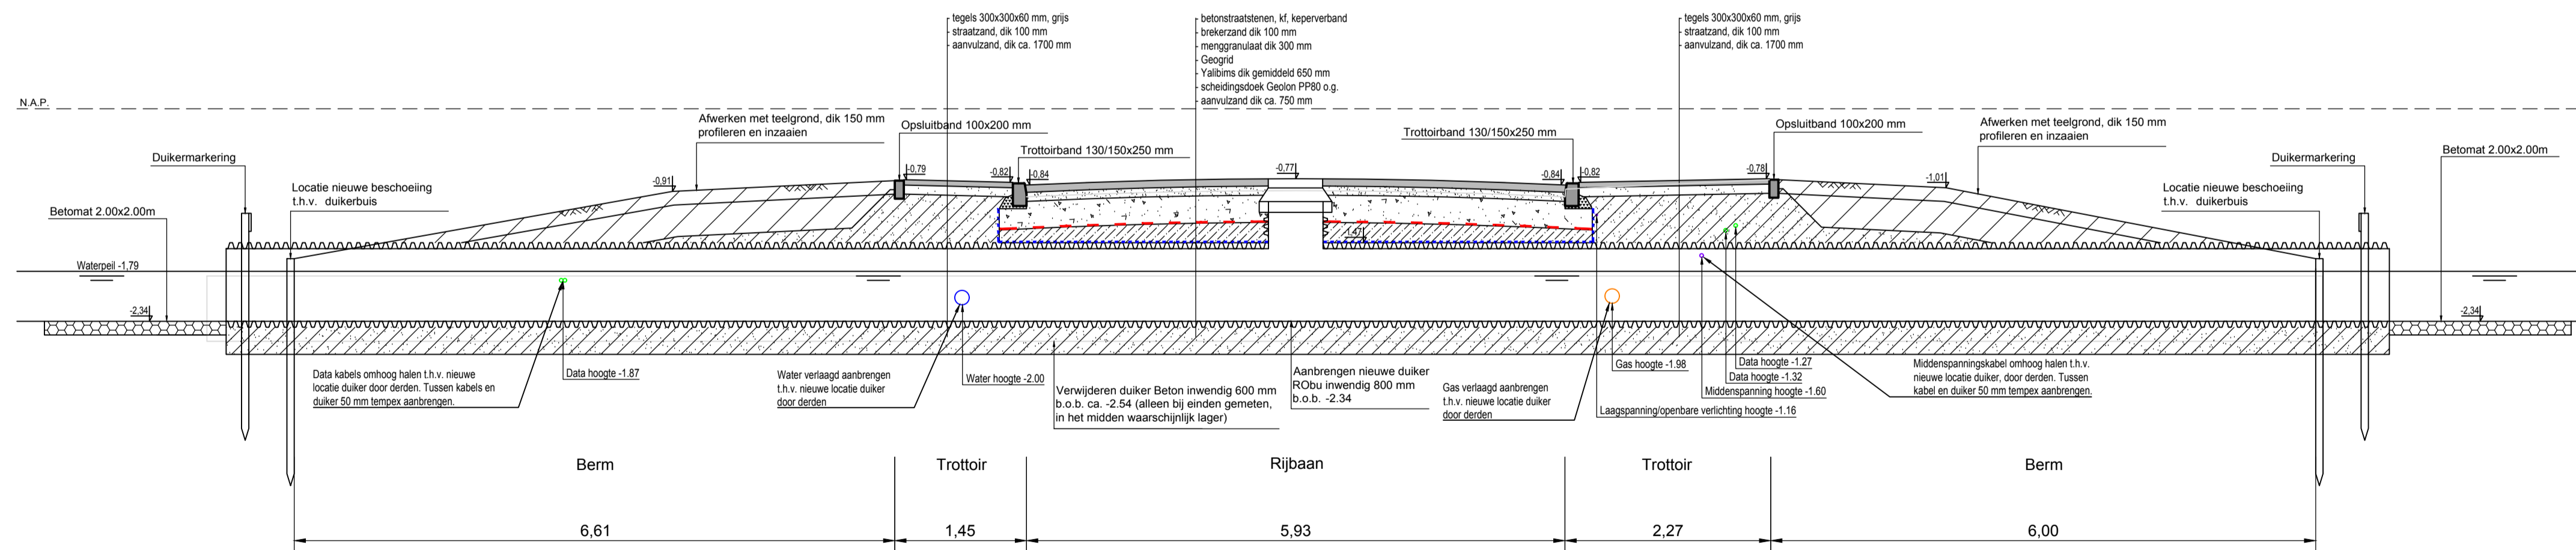 tegels 300x300x60 mm, grijs
straatzand, dik 100 mm
aanvulzand, dik ca. 1700 mm
betonstraatstenen, kf, keperverband
brekerzand dik 100 mm
menggranulaat dik 300 mm
Geogrid
Yalibims dik gemiddeld 650 mm
scheidingsdoek Geolon PP80 o.g.
aanvulzand dik ca. 750 mm
tegels 300x300x60 mm, grijs
straatzand, dik 100 mm
aanvulzand, dik ca. 1700 mm
N.A.P.
Afwerken met teelgrond, dik 150 mm
profileren en inzaaien
Opsluitband 100x200 mm
Trottoirband 130/150x250 mm
Trottoirband 130/150x250 mm
Opsluitband 100x200 mm
Afwerken met teelgrond, dik 150 mm
profileren en inzaaien
Duikermarkering
Duikermarkering
Betomat 2.00x2.00m
Locatie nieuwe beschoeiing
t.h.v. duikerbuis
Betomat 2.00x2.00m
Locatie nieuwe beschoeiing
t.h.v. duikerbuis
-0,91
-0,79
-0,82
-0,84
-0,77
-0,84
-0,82
-0,78
-1,01
-1,47
Waterpeil -1,79
-2,34
-2,34
Data kabels omhoog halen t.h.v. nieuwe
locatie duiker door derden. Tussen kabels en
duiker 50 mm tempex aanbrengen.
Data hoogte -1.87
Water verlaagd aanbrengen
t.h.v. nieuwe locatie duiker
door derden
Water hoogte -2.00
Verwijderen duiker Beton inwendig 600 mm
b.o.b. ca. -2.54 (alleen bij einden gemeten,
in het midden waarschijnlijk lager)
Aanbrengen nieuwe duiker
RObu inwendig 800 mm
b.o.b. -2.34
Gas verlaagd aanbrengen
t.h.v. nieuwe locatie duiker
door derden
Gas hoogte -1.98
Data hoogte -1.27
Data hoogte -1.32
Middenspanning hoogte -1.60
Laagspanning/openbare verlichting hoogte -1.16
Middenspanningskabel omhoog halen t.h.v.
nieuwe locatie duiker, door derden. Tussen
kabel en duiker 50 mm tempex aanbrengen.
Berm
Trottoir
Rijbaan
Trottoir
Berm
6,61
1,45
5,93
2,27
6,00